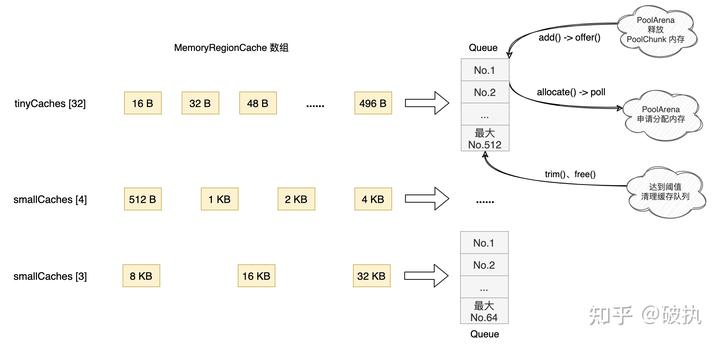 MemoryRegionCache 数组
Queue
PoolArena
释放
PoolChunk 内存
add() -> offer()
tinyCaches [32]
16 B
32 B
48 B
......
496 B
No.1
No.2
...
最大
No.512
allocate() -> poll
PoolArena
申请分配内存
trim()、free()
达到阈值
清理缓存队列
smallCaches [4]
512 B
1 KB
2 KB
4 KB
......
smallCaches [3]
8 KB
16 KB
32 KB
No.1
No.2
...
最大
No.64
Queue
知乎 @破执